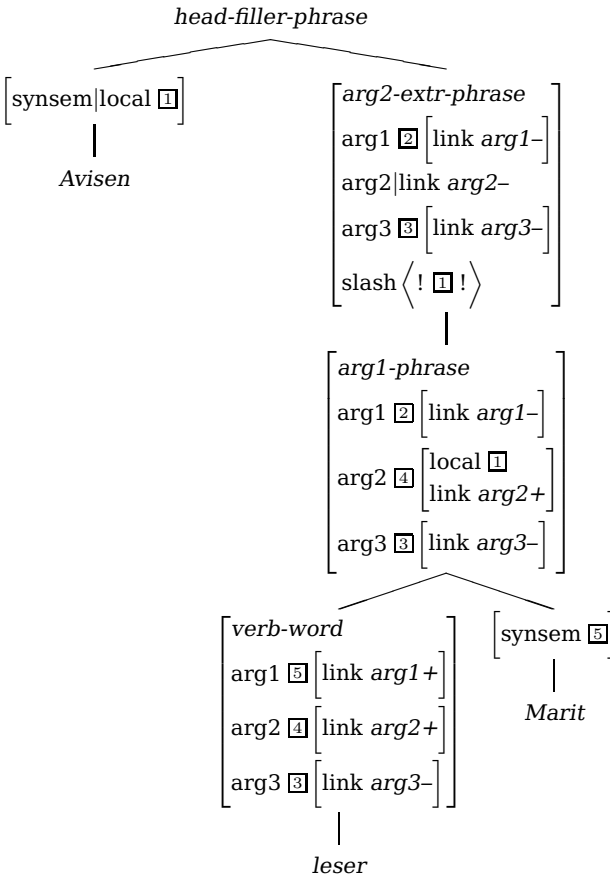 head-filler-phrase
[synsem|local 1]
Avisen
arg2-extr-phrase
arg1 2 [link arg1–]
arg2|link arg2–
arg3 3 [link arg3–]
slash ⟨! 1 !⟩
arg1-phrase
arg1 2 [link arg1–]
arg2 4 [local 1
link arg2+]
arg3 3 [link arg3–]
verb-word
arg1 5 [link arg1+]
arg2 4 [link arg2+]
arg3 3 [link arg3–]
leser
[synsem 5]
Marit